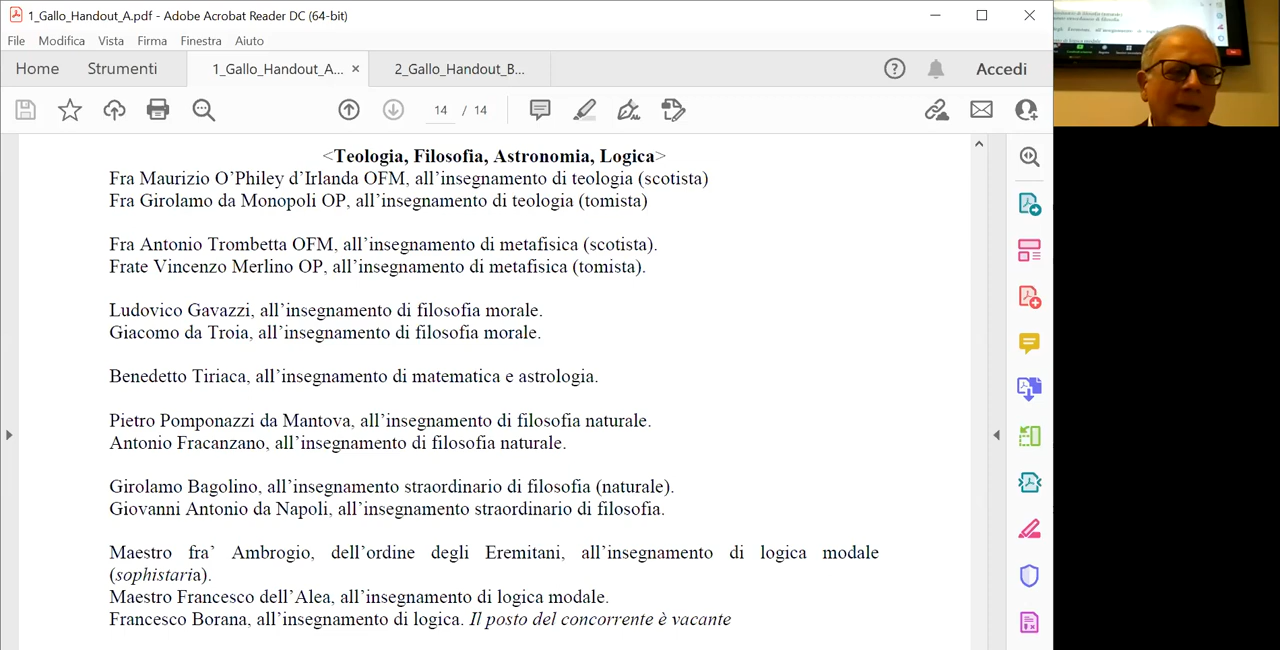 1_Gallo_Handout_A.pdf - Adobe Acrobat Reader DC (64-bit)
File Modifica Vista Firma Finestra Aiuto
Home Strumenti 1_Gallo_Handout_A... × 2_Gallo_Handout_B... Accedi
14 / 14
<Teologia, Filosofia, Astronomia, Logica>
Fra Maurizio O’Philey d’Irlanda OFM, all’insegnamento di teologia (scotista)
Fra Girolamo da Monopoli OP, all’insegnamento di teologia (tomista)
Fra Antonio Trombetta OFM, all’insegnamento di metafisica (scotista).
Frate Vincenzo Merlino OP, all’insegnamento di metafisica (tomista).
Ludovico Gavazzi, all’insegnamento di filosofia morale.
Giacomo da Troia, all’insegnamento di filosofia morale.
Benedetto Tiriaca, all’insegnamento di matematica e astrologia.
Pietro Pomponazzi da Mantova, all’insegnamento di filosofia naturale.
Antonio Fracanzano, all’insegnamento di filosofia naturale.
Girolamo Bagolino, all’insegnamento straordinario di filosofia (naturale).
Giovanni Antonio da Napoli, all’insegnamento straordinario di filosofia.
Maestro fra’ Ambrogio, dell’ordine degli Eremitani, all’insegnamento di logica modale
(sophistaria).
Maestro Francesco dell’Alea, all’insegnamento di logica modale.
Francesco Borana, all’insegnamento di logica. Il posto del concorrente è vacante